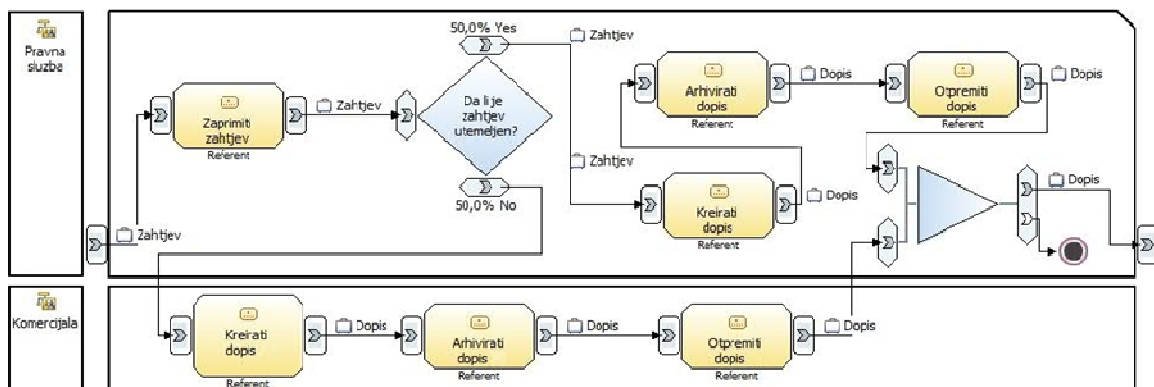 Pravna
sluzba
Zahtjev
Zaprimiti
zahtjev
Referent
Zahtjev
50,0% Yes
Da li je
zahtjev
utemeljen?
50,0% No
Zahtjev
Zahtjev
Kreirati
dopis
Referent
Dopis
Arhivirati
dopis
Referent
Dopis
Otpremiti
dopis
Referent
Dopis
Dopis
Komercijala
Kreirati
dopis
Referent
Dopis
Arhivirati
dopis
Referent
Dopis
Otpremiti
dopis
Referent
Dopis